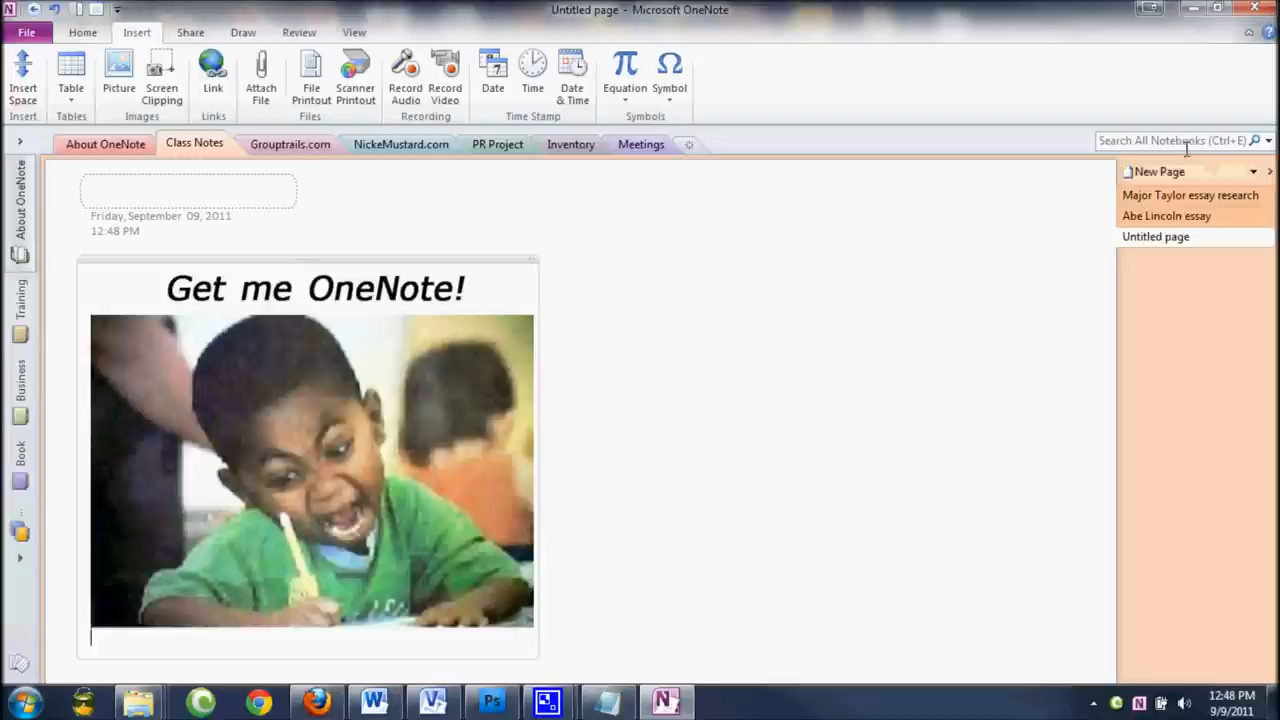 Untitled page - Microsoft OneNote
File Home Insert Share Draw Review View
Insert Space
Table
Picture
Screen Clipping
Link
Attach File
File Printout
Scanner Printout
Record Audio
Record Video
Date
Time
Date & Time
Equation
Symbol
Insert Tables Images Links Files Recording Time Stamp Symbols
About OneNote Class Notes Grouptrails.com NickeMustard.com PR Project Inventory Meetings
Search All Notebooks (Ctrl+E)
New Page
Major Taylor essay research
Abe Lincoln essay
Untitled page
About OneNote
Training
Business
Book
Friday, September 09, 2011
12:48 PM
Get me OneNote!
12:48 PM
9/9/2011